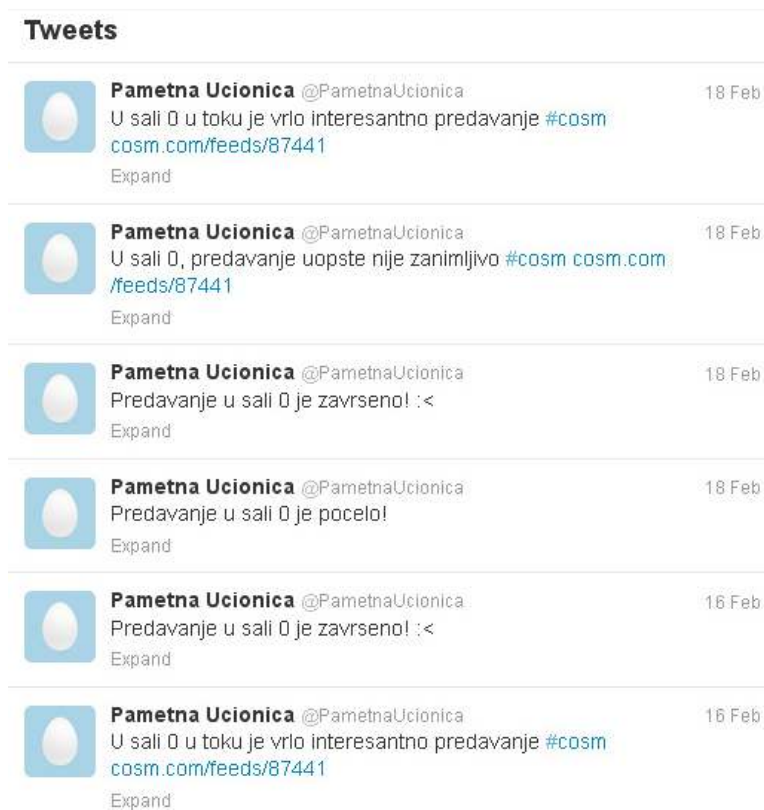 Tweets
Pametna Ucionica @PametnaUcionica 18 Feb
U sali 0 u toku je vrlo interesantno predavanje #cosm
cosm.com/feeds/87441
Expand
Pametna Ucionica @PametnaUcionica 18 Feb
U sali 0, predavanje uopste nije zanimljivo #cosm cosm.com
/feeds/87441
Expand
Pametna Ucionica @PametnaUcionica 18 Feb
Predavanje u sali 0 je zavrseno! :<
Expand
Pametna Ucionica @PametnaUcionica 18 Feb
Predavanje u sali 0 je pocelo!
Expand
Pametna Ucionica @PametnaUcionica 16 Feb
Predavanje u sali 0 je zavrseno! :<
Expand
Pametna Ucionica @PametnaUcionica 16 Feb
U sali 0 u toku je vrlo interesantno predavanje #cosm
cosm.com/feeds/87441
Expand